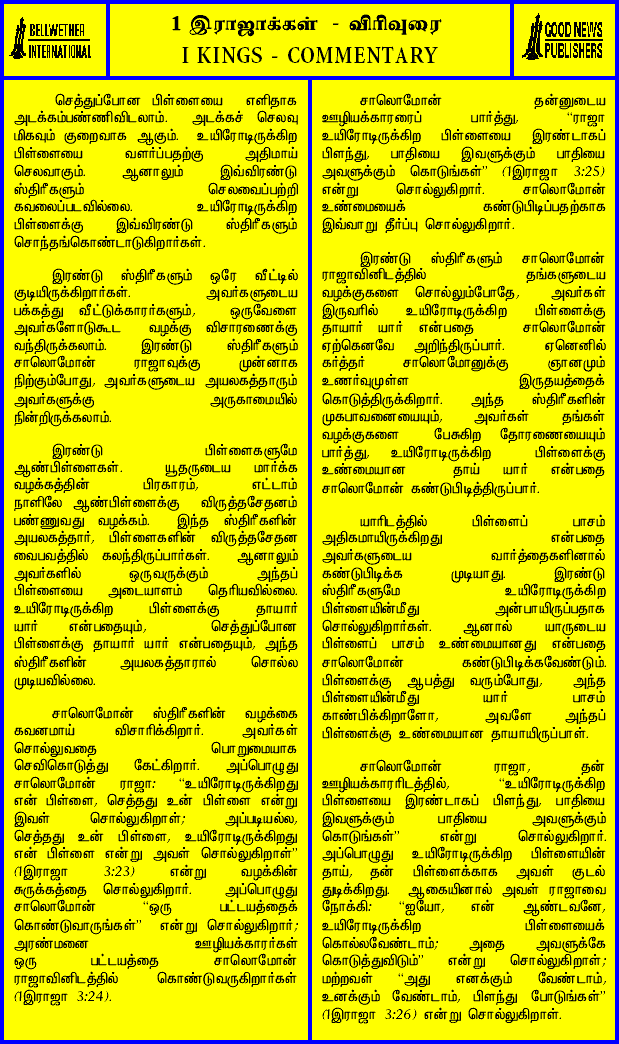 BELLWETHER
INTERNATIONAL
1 இராஜாக்கள் - விரிவுரை
I KINGS - COMMENTARY
GOOD NEWS
PUBLISHERS
செத்துப்போன பிள்ளையை எளிதாக
அடக்கம்பண்ணிவிடலாம். அடக்கச் செலவு
மிகவும் குறைவாக ஆகும். உயிரோடிருக்கிற
பிள்ளையை வளர்ப்பதற்கு அதிமாய்
செலவாகும். ஆனாலும் இவ்விரண்டு
ஸ்திரீகளும் செலவைப்பற்றி
கவலைப்படவில்லை. உயிரோடிருக்கிற
பிள்ளைக்கு இவ்விரண்டு ஸ்திரீகளும்
சொந்தங்கொண்டாடுகிறார்கள்.
இரண்டு ஸ்திரீகளும் ஒரே வீட்டில்
குடியிருக்கிறார்கள். அவர்களுடைய
பக்கத்து வீட்டுக்காரர்களும், ஒருவேளை
அவர்களோடுகூட வழக்கு விசாரணைக்கு
வந்திருக்கலாம். இரண்டு ஸ்திரீகளும்
சாலொமோன் ராஜாவுக்கு முன்னாக
நிற்கும்போது, அவர்களுடைய அயலகத்தாரும்
அவர்களுக்கு அருகாமையில்
நின்றிருக்கலாம்.
இரண்டு பிள்ளைகளுமே
ஆண்பிள்ளைகள். யூதருடைய மார்க்க
வழக்கத்தின் பிரகாரம், எட்டாம்
நாளிலே ஆண்பிள்ளைக்கு விருத்தசேதனம்
பண்ணுவது வழக்கம். இந்த ஸ்திரீகளின்
அயலகத்தார், பிள்ளைகளின் விருத்தசேதன
வைபவத்தில் கலந்திருப்பார்கள். ஆனாலும்
அவர்களில் ஒருவருக்கும் அந்தப்
பிள்ளையை அடையாளம் தெரியவில்லை.
உயிரோடிருக்கிற பிள்ளைக்கு தாயார்
யார் என்பதையும், செத்துப்போன
பிள்ளைக்கு தாயார் யார் என்பதையும், அந்த
ஸ்திரீகளின் அயலகத்தாரால் சொல்ல
முடியவில்லை.
சாலொமோன் ஸ்திரீகளின் வழக்கை
கவனமாய் விசாரிக்கிறார். அவர்கள்
சொல்லுவதை பொறுமையாக
செவிகொடுத்து கேட்கிறார். அப்பொழுது
சாலொமோன் ராஜா: "உயிரோடிருக்கிறது
என் பிள்ளை, செத்தது உன் பிள்ளை என்று
இவள் சொல்லுகிறாள்; அப்படியல்ல,
செத்தது உன் பிள்ளை, உயிரோடிருக்கிறது
என் பிள்ளை என்று அவள் சொல்லுகிறாள்"
(1இராஜா 3:23) என்று வழக்கின்
சுருக்கத்தை சொல்லுகிறார். அப்பொழுது
சாலொமோன் "ஒரு பட்டயத்தைக்
கொண்டுவாருங்கள்" என்று சொல்லுகிறார்;
அரண்மனை ஊழியக்காரர்கள்
ஒரு பட்டயத்தை சாலொமோன்
ராஜாவினிடத்தில் கொண்டுவருகிறார்கள்
(1இராஜா 3:24).
சாலொமோன் தன்னுடைய
ஊழியக்காரரைப் பார்த்து, "ராஜா
உயிரோடிருக்கிற பிள்ளையை இரண்டாகப்
பிளந்து, பாதியை இவளுக்கும் பாதியை
அவளுக்கும் கொடுங்கள்" (1இராஜா 3:25)
என்று சொல்லுகிறார். சாலொமோன்
உண்மையைக் கண்டுபிடிப்பதற்காக
இவ்வாறு தீர்ப்பு சொல்லுகிறார்.
இரண்டு ஸ்திரீகளும் சாலொமோன்
ராஜாவினிடத்தில் தங்களுடைய
வழக்குகளை சொல்லும்போதே, அவர்கள்
இருவரில் உயிரோடிருக்கிற பிள்ளைக்கு
தாயார் யார் என்பதை சாலொமோன்
ஏற்கெனவே அறிந்திருப்பார். ஏனெனில்
கர்த்தர் சாலொமோனுக்கு ஞானமும்
உணர்வுமுள்ள இருதயத்தைக்
கொடுத்திருக்கிறார். அந்த ஸ்திரீகளின்
முகபாவனையையும், அவர்கள் தங்கள்
வழக்குகளை பேசுகிற தோரணையையும்
பார்த்து, உயிரோடிருக்கிற பிள்ளைக்கு
உண்மையான தாய் யார் என்பதை
சாலொமோன் கண்டுபிடித்திருப்பார்.
யாரிடத்தில் பிள்ளைப் பாசம்
அதிகமாயிருக்கிறது என்பதை
அவர்களுடைய வார்த்தைகளினால்
கண்டுபிடிக்க முடியாது. இரண்டு
ஸ்திரீகளுமே உயிரோடிருக்கிற
பிள்ளையின்மீது அன்பாயிருப்பதாக
சொல்லுகிறார்கள். ஆனால் யாருடைய
பிள்ளைப் பாசம் உண்மையானது என்பதை
சாலொமோன் கண்டுபிடிக்கவேண்டும்.
பிள்ளைக்கு ஆபத்து வரும்போது, அந்த
பிள்ளையின்மீது யார் பாசம்
காண்பிக்கிறாளோ, அவளே அந்தப்
பிள்ளைக்கு உண்மையான தாயாயிருப்பாள்.
சாலொமோன் ராஜா, தன்
ஊழியக்காரரிடத்தில், "உயிரோடிருக்கிற
பிள்ளையை இரண்டாகப் பிளந்து, பாதியை
இவளுக்கும் பாதியை அவளுக்கும்
கொடுங்கள்" என்று சொல்லுகிறார்.
அப்பொழுது உயிரோடிருக்கிற பிள்ளையின்
தாய், தன் பிள்ளைக்காக அவள் குடல்
துடிக்கிறது. ஆகையினால் அவள் ராஜாவை
நோக்கி: "ஐயோ, என் ஆண்டவனே,
உயிரோடிருக்கிற பிள்ளையைக்
கொல்லவேண்டாம்; அதை அவளுக்கே
கொடுத்துவிடும்" என்று சொல்லுகிறாள்;
மற்றவள் "அது எனக்கும் வேண்டாம்,
உனக்கும் வேண்டாம், பிளந்து போடுங்கள்"
(1இராஜா 3:26) என்று சொல்லுகிறாள்.